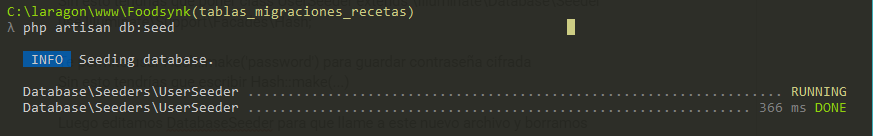 C:\laragon\www\Foodsynk(tablas_migraciones_recetas)
λ php artisan db:seed
INFO Seeding database.
Database\Seeders\UserSeeder ........................................................................ RUNNING
Database\Seeders\UserSeeder .................................................................... 366 ms DONE